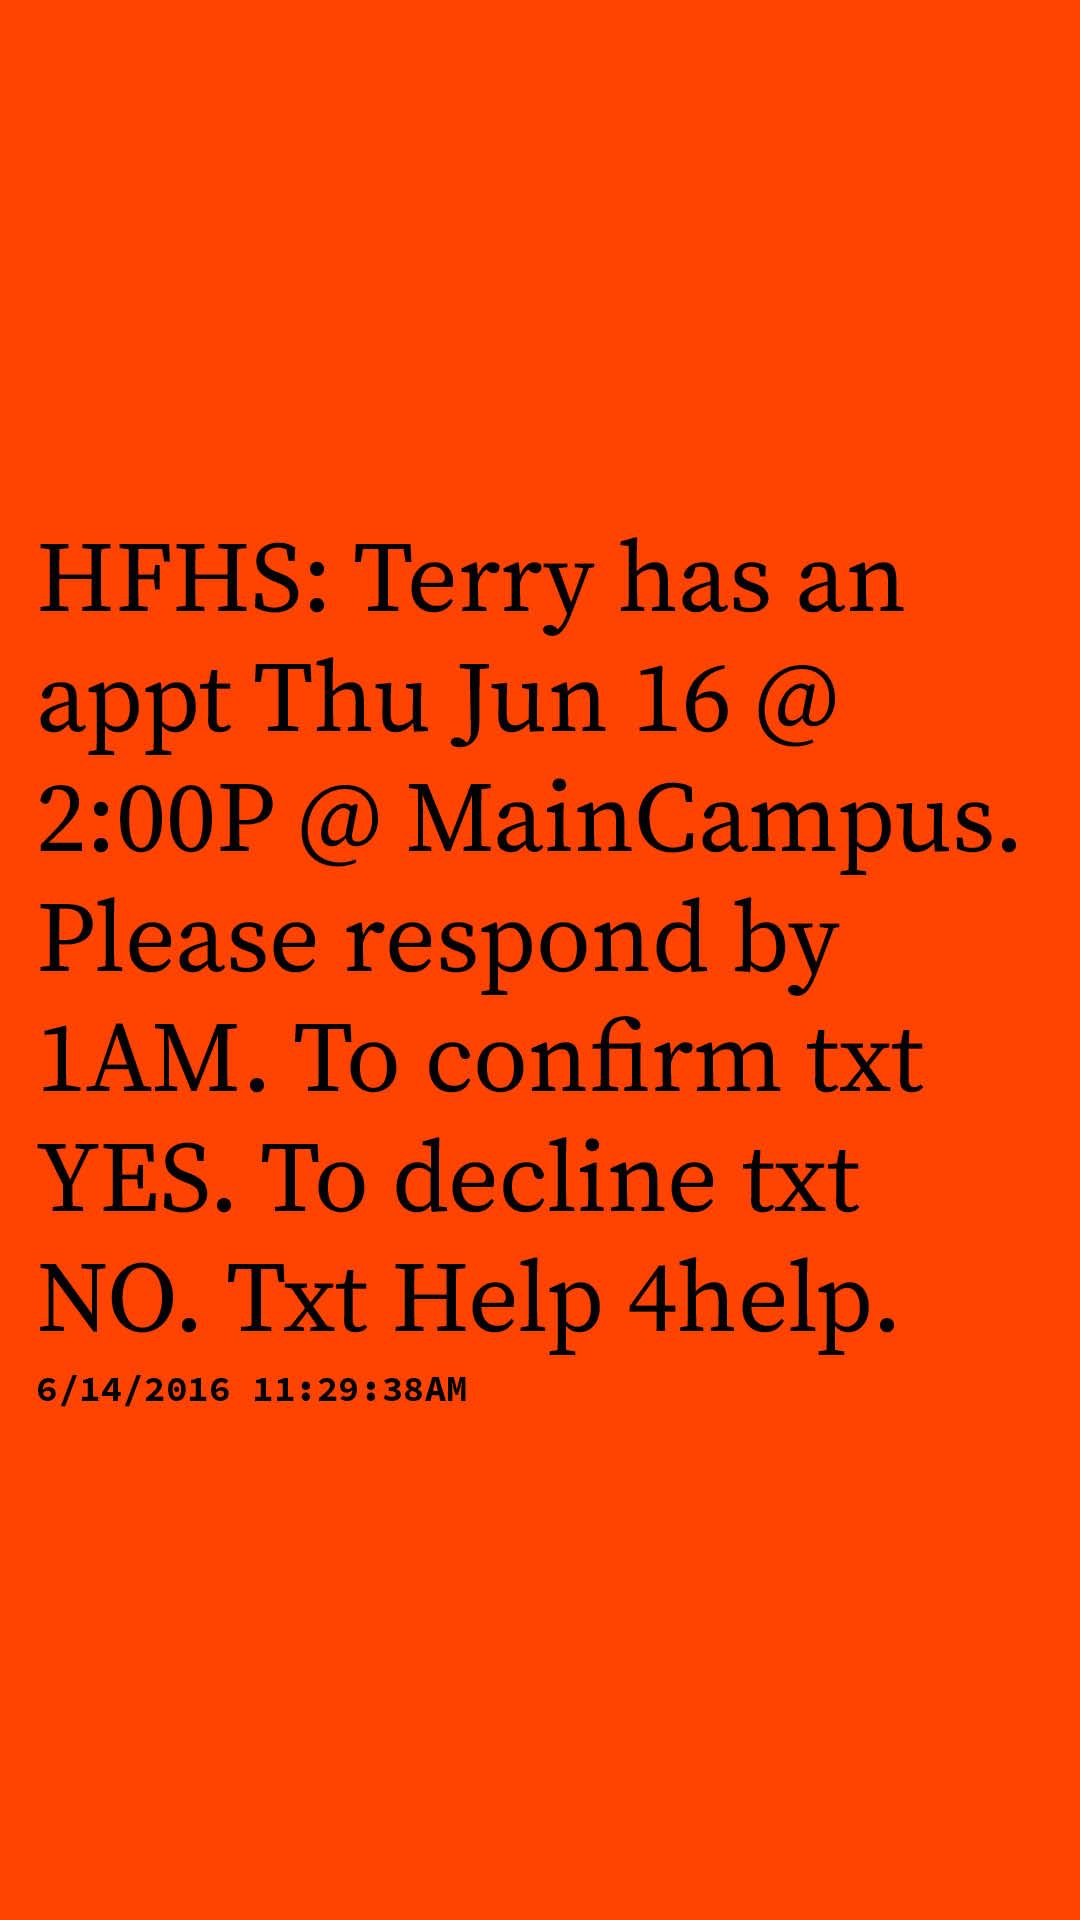 HFHS: Terry has an
appt Thu Jun 16 @
2:00P @ MainCampus.
Please respond by
1AM. To confirm txt
YES. To decline txt
NO. Txt Help 4help.
6/14/2016 11:29:38AM